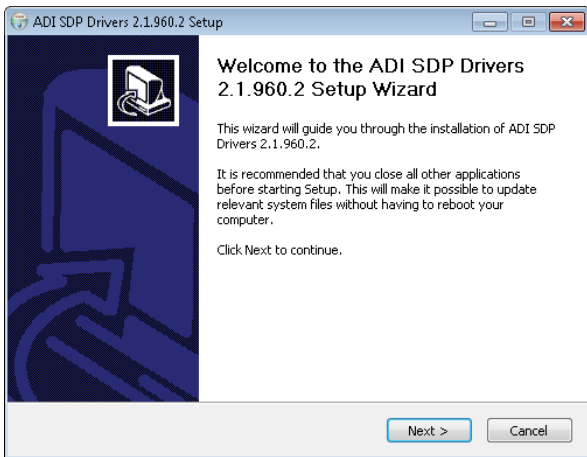 ADI SDP Drivers 2.1.960.2 Setup
Welcome to the ADI SDP Drivers
2.1.960.2 Setup Wizard
This wizard will guide you through the installation of ADI SDP
Drivers 2.1.960.2.
It is recommended that you close all other applications
before starting Setup. This will make it possible to update
relevant system files without having to reboot your
computer.
Click Next to continue.
Next >
Cancel